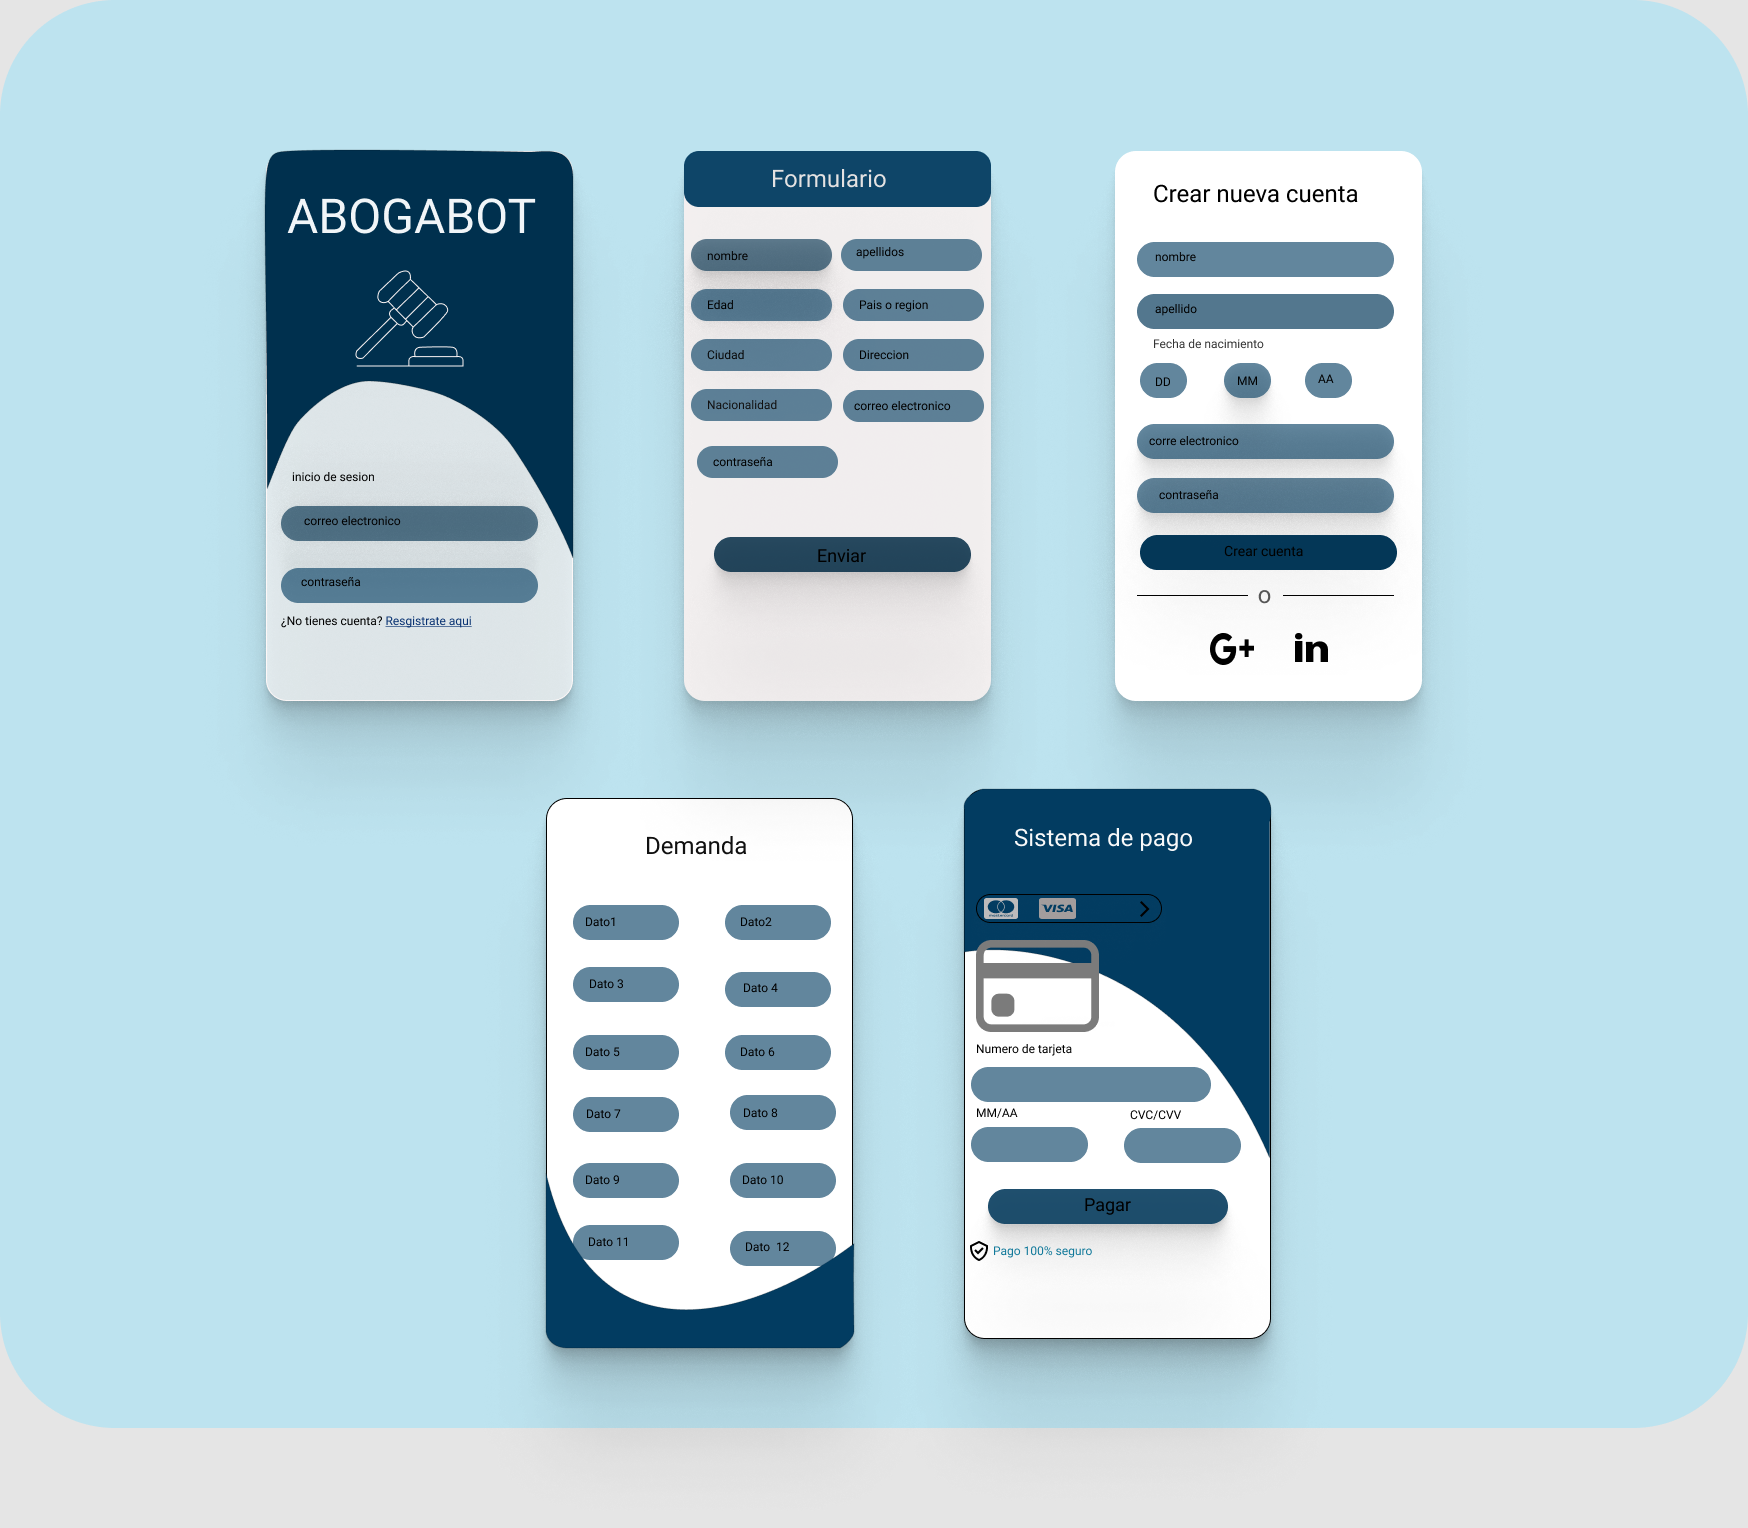 ABOGABOT
inicio de sesion
correo electronico
contraseña
¿No tienes cuenta? Resgistrate aqui
Formulario
nombre
apellidos
Edad
Pais o region
Ciudad
Direccion
Nacionalidad
correo electronico
contraseña
Enviar
Crear nueva cuenta
nombre
apellido
Fecha de nacimiento
DD
MM
AA
corre electronico
contraseña
Crear cuenta
O
G+
in
Demanda
Dato1
Dato2
Dato 3
Dato 4
Dato 5
Dato 6
Dato 7
Dato 8
Dato 9
Dato 10
Dato 11
Dato 12
Sistema de pago
mastercard
VISA
Numero de tarjeta
MM/AA
CVC/CVV
Pagar
Pago 100% seguro